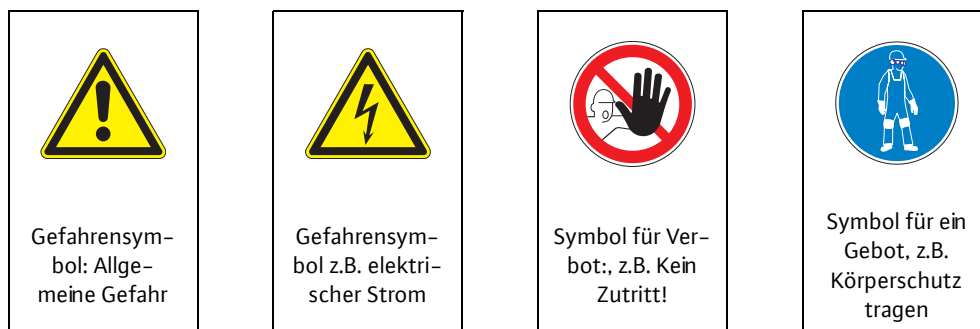 Gefahrensym–
bol: Allge–
meine Gefahr
Gefahrensym–
bol z.B. elektri–
scher Strom
Symbol für Ver–
bot:, z.B. Kein
Zutritt!
Symbol für ein
Gebot, z.B.
Körperschutz
tragen